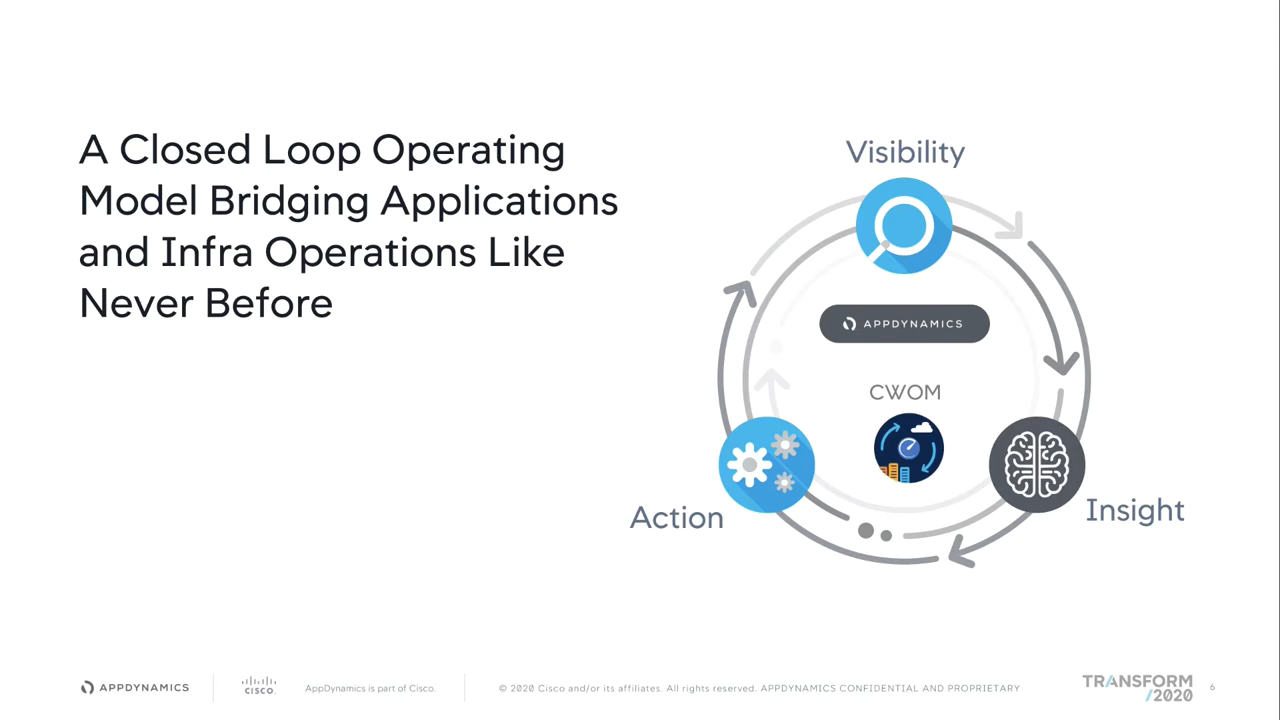 A Closed Loop Operating
Model Bridging Applications
and Infra Operations Like
Never Before
Visibility
APPDYNAMICS
CWOM
Action
Insight
APPDYNAMICS
CISCO
AppDynamics is part of Cisco.
© 2020 Cisco and/or its affiliates. All rights reserved. APPDYNAMICS CONFIDENTIAL AND PROPRIETARY
TRANSFORM
/2020
6